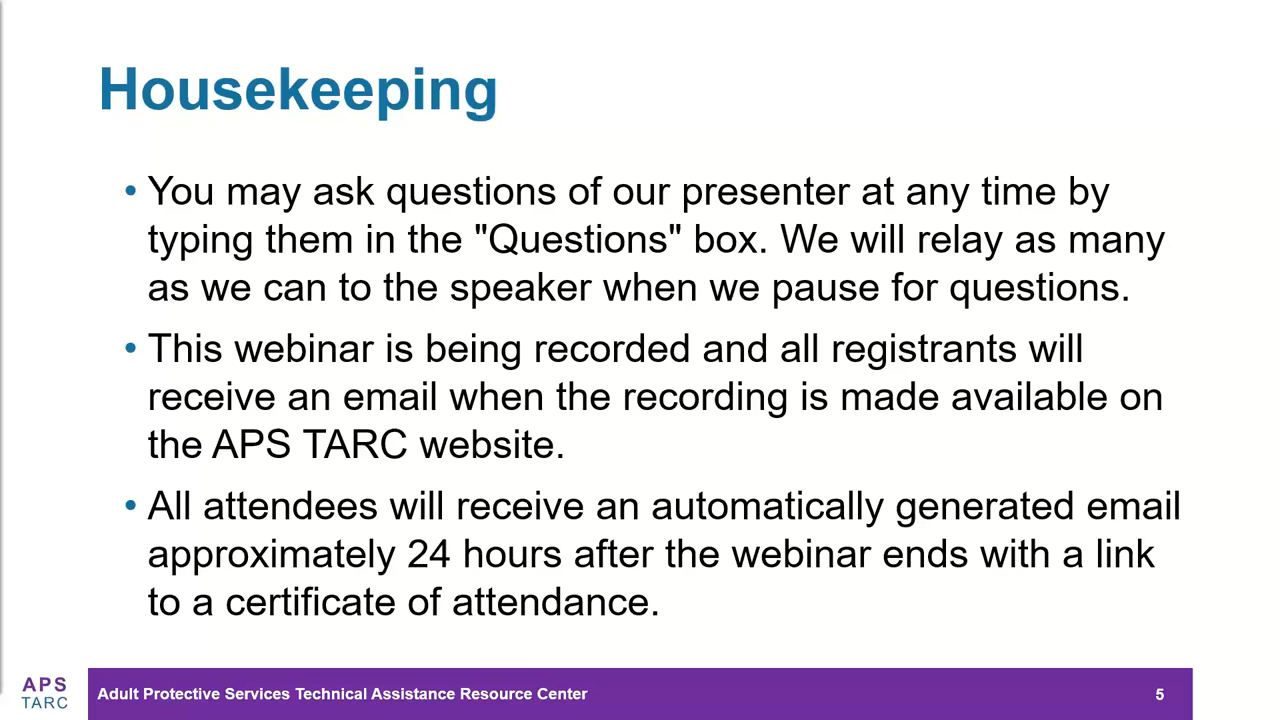 Housekeeping
• You may ask questions of our presenter at any time by
typing them in the "Questions" box. We will relay as many
as we can to the speaker when we pause for questions.
• This webinar is being recorded and all registrants will
receive an email when the recording is made available on
the APS TARC website.
• All attendees will receive an automatically generated email
approximately 24 hours after the webinar ends with a link
to a certificate of attendance.
APS
TARC
Adult Protective Services Technical Assistance Resource Center
5